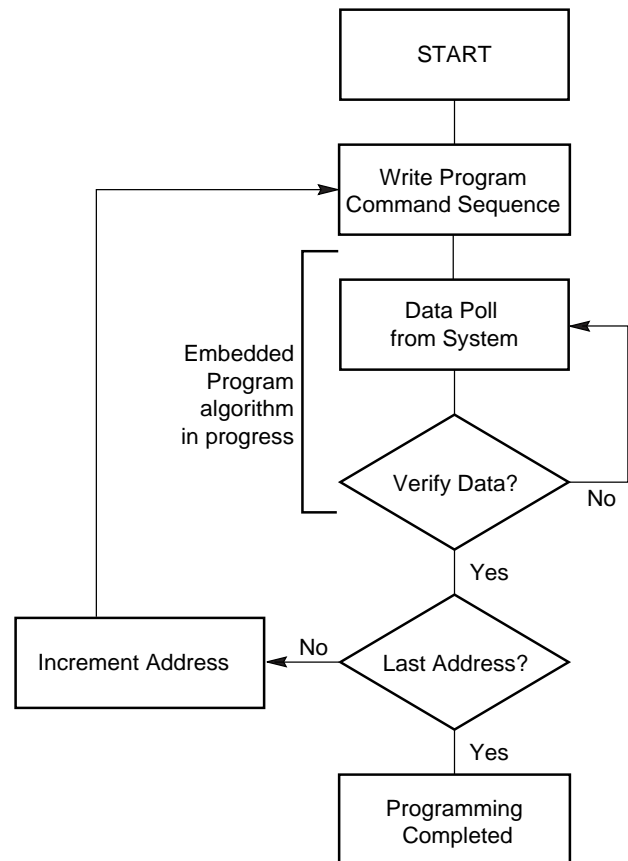 START
Write Program
Command Sequence
Data Poll
from System
Embedded
Program
algorithm
in progress
Verify Data?
No
Yes
Increment Address
No
Last Address?
Yes
Programming
Completed